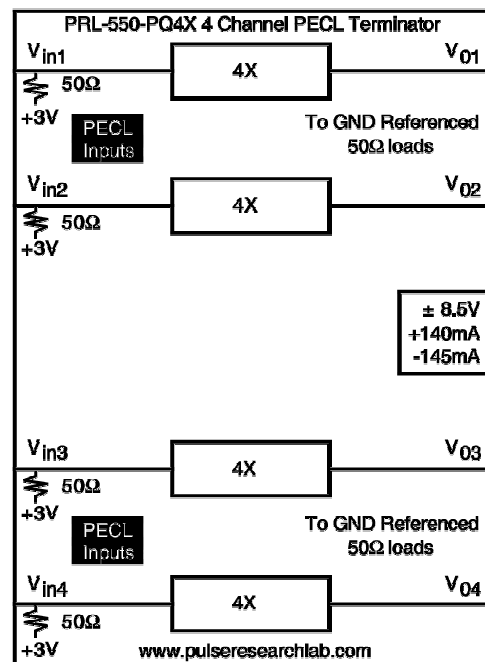 PRL-550-PQ4X 4 Channel PECL Terminator
Vin1
4X
V01
50Ω
+3V
PECL
Inputs
To GND Referenced
50Ω loads
Vin2
4X
V02
50Ω
+3V
± 8.5V
+140mA
-145mA
Vin3
4X
V03
50Ω
+3V
PECL
Inputs
To GND Referenced
50Ω loads
Vin4
4X
V04
50Ω
+3V
www.pulseresearchlab.com